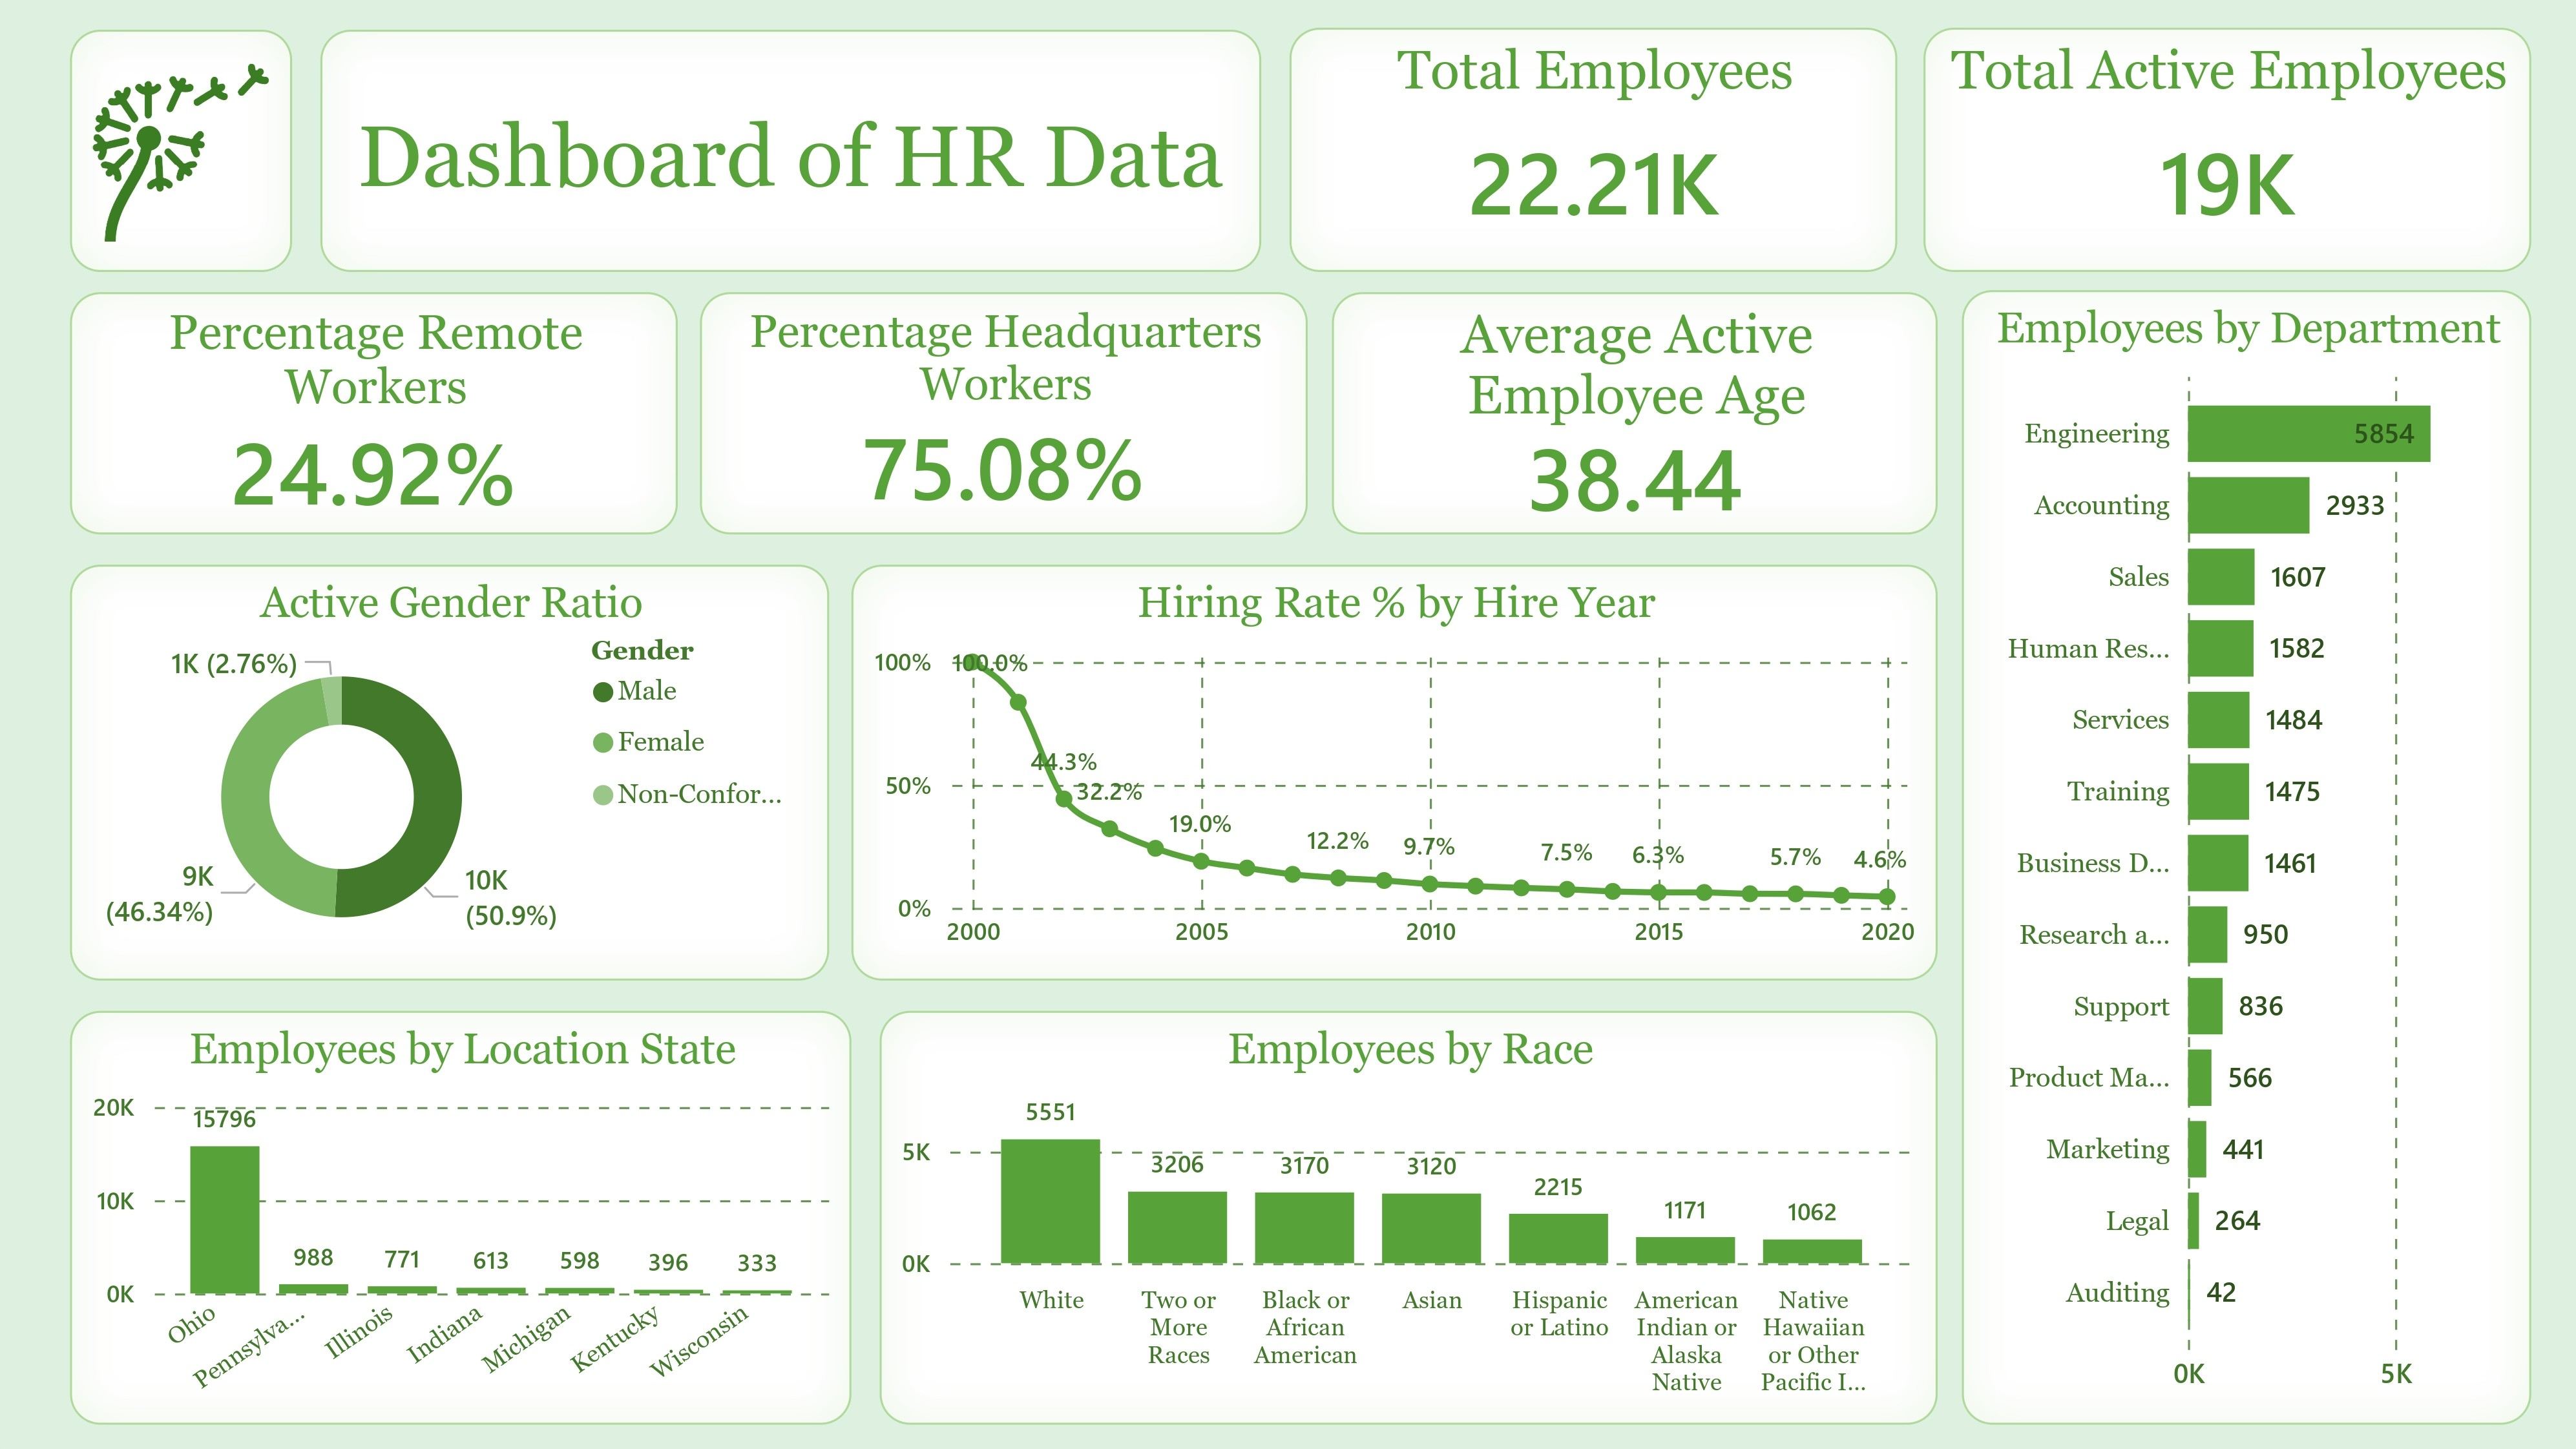 Dashboard of HR Data
Total Employees
22.21K
Total Active Employees
19K
Percentage Remote
Workers
24.92%
Percentage Headquarters
Workers
75.08%
Average Active
Employee Age
38.44
Employees by Department
Engineering 5854
Accounting 2933
Sales 1607
Human Res... 1582
Services 1484
Training 1475
Business D... 1461
Research a... 950
Support 836
Product Ma... 566
Marketing 441
Legal 264
Auditing 42
0K 5K
Active Gender Ratio
1K (2.76%)
9K
(46.34%)
10K
(50.9%)
Gender
Male
Female
Non-Confor...
Hiring Rate % by Hire Year
100%
50%
0%
100.0%
44.3%
32.2%
19.0%
12.2%
9.7%
7.5%
6.3%
5.7%
4.6%
2000 2005 2010 2015 2020
Employees by Location State
20K
10K
0K
15796 988 771 613 598 396 333
Ohio
Pennsylva...
Illinois
Indiana
Michigan
Kentucky
Wisconsin
Employees by Race
5K
0K
5551 3206 3170 3120 2215 1171 1062
White
Two or
More
Races
Black or
African
American
Asian
Hispanic
or Latino
American
Indian or
Alaska
Native
Native
Hawaiian
or Other
Pacific I...